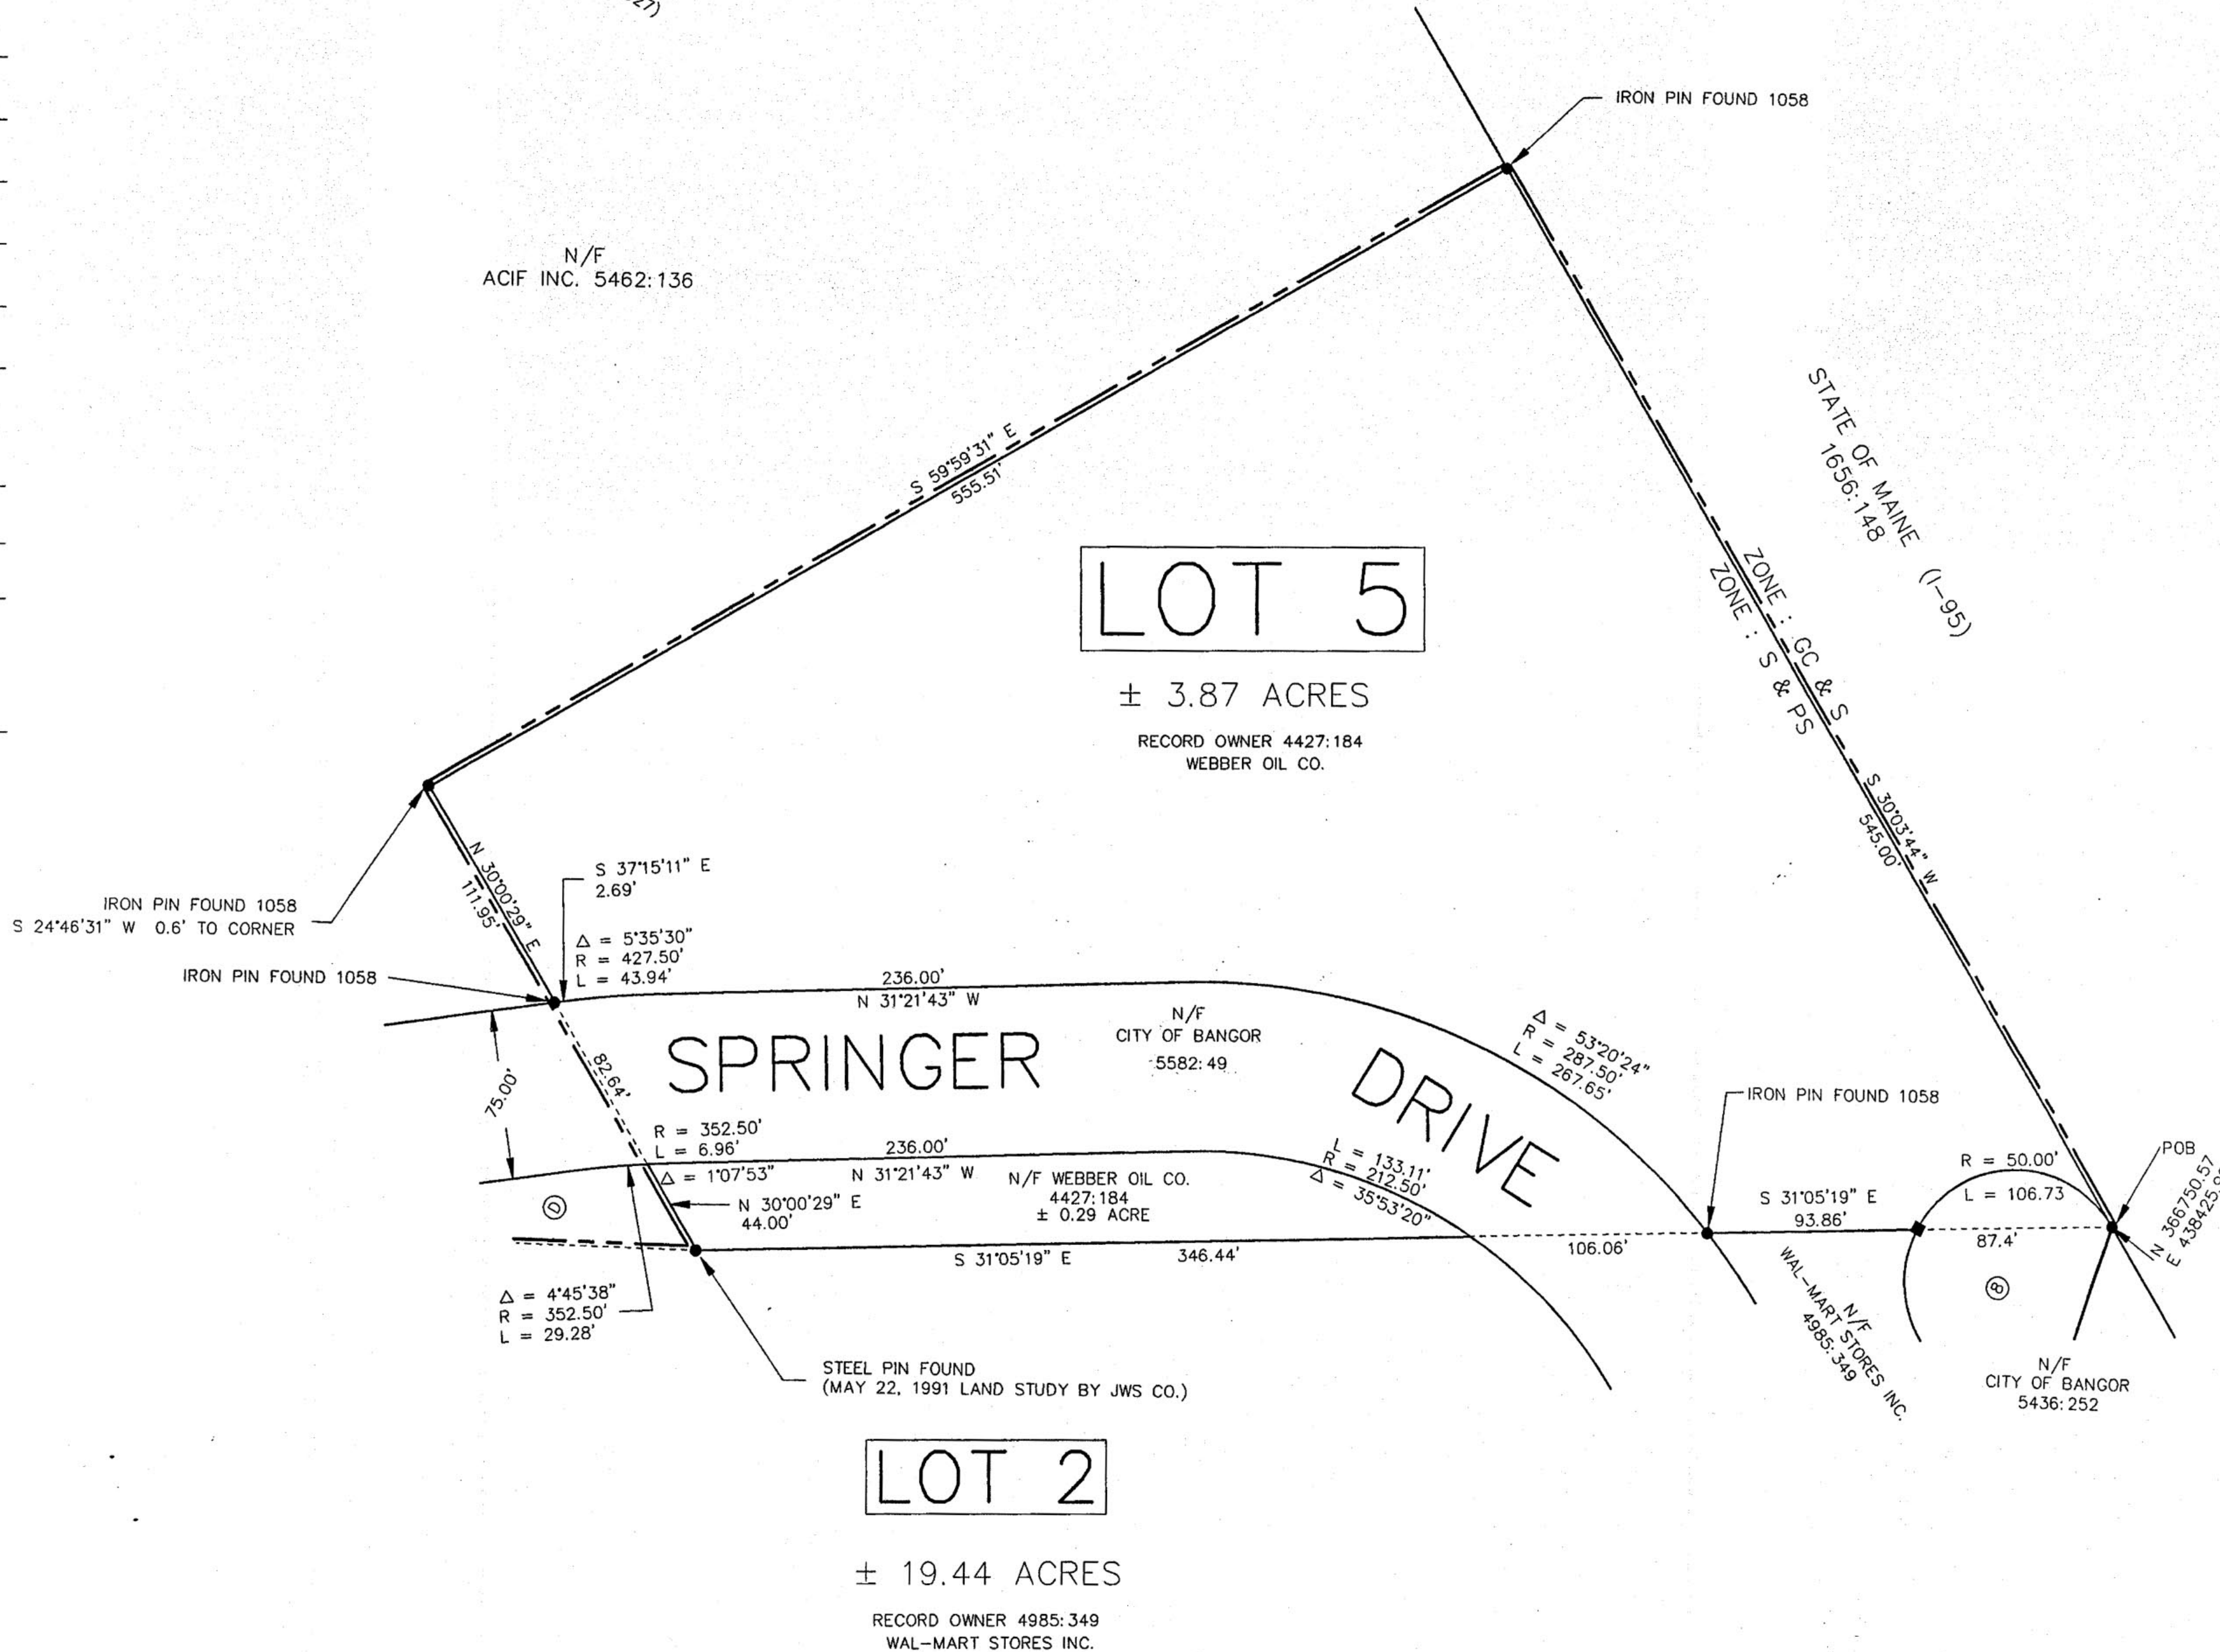 IRON PIN FOUND 1058
N/F
ACIF INC. 5462:136
STATE OF MAINE (I-95)
1656:148
S 59°59'31" E
555.51'
LOT 5
± 3.87 ACRES
RECORD OWNER 4427:184
WEBBER OIL CO.
ZONE : GC & S
ZONE : S & PS
S 30°03'44" W
545.00'
N 30°00'29" E
111.95'
S 37°15'11" E
2.69'
IRON PIN FOUND 1058
S 24°46'31" W 0.6' TO CORNER
IRON PIN FOUND 1058
Δ = 5°35'30"
R = 427.50'
L = 43.94'
236.00'
N 31°21'43" W
N/F
CITY OF BANGOR
5582:49
SPRINGER DRIVE
Δ = 53°20'24"
R = 287.50'
L = 267.65'
75.00'
82.64'
IRON PIN FOUND 1058
R = 352.50'
L = 6.96'
Δ = 1°07'53"
236.00'
N 31°21'43" W
N/F WEBBER OIL CO.
4427:184
± 0.29 ACRE
L = 133.11'
R = 212.50'
Δ = 35°53'20"
POB
N 366750.57
R = 50.00'
L = 106.73
S 31°05'19" E
93.86'
N 30°00'29" E
44.00'
D
S 31°05'19" E
346.44'
106.06'
87.4'
B
N/F
WAL-MART STORES INC.
4985:349
N/F
CITY OF BANGOR
5436:252
Δ = 4°45'38"
R = 352.50'
L = 29.28'
STEEL PIN FOUND
(MAY 22, 1991 LAND STUDY BY JWS CO.)
LOT 2
± 19.44 ACRES
RECORD OWNER 4985:349
WAL-MART STORES INC.